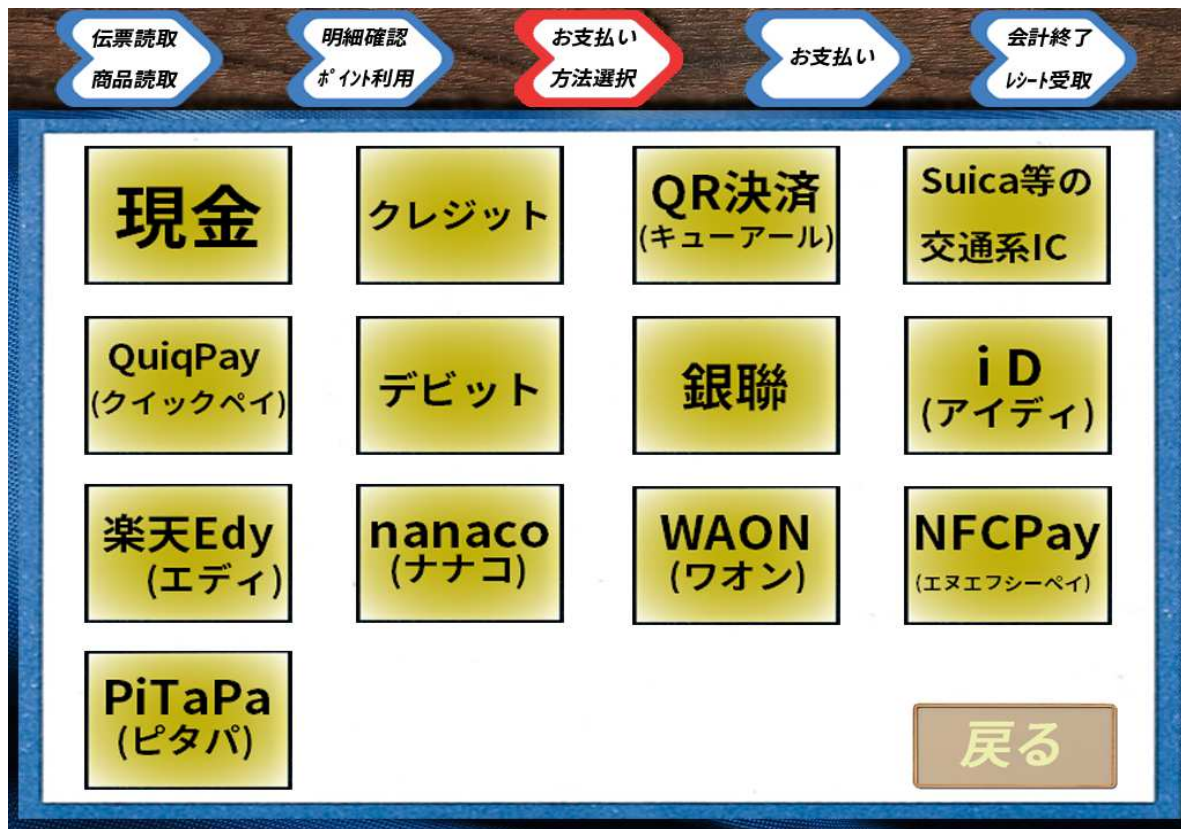 伝票読取
商品読取
明細確認
ﾎﾟｲﾝﾄ利用
お支払い
方法選択
お支払い
会計終了
ﾚｼｰﾄ受取
現金
クレジット
QR決済
(キューアール)
Suica等の
交通系IC
QuiqPay
(クイックペイ)
デビット
銀聯
iD
(アイディ)
楽天Edy
(エディ)
nanaco
(ナナコ)
WAON
(ワオン)
NFCPay
(エヌエフシーペイ)
PiTaPa
(ピタパ)
戻る